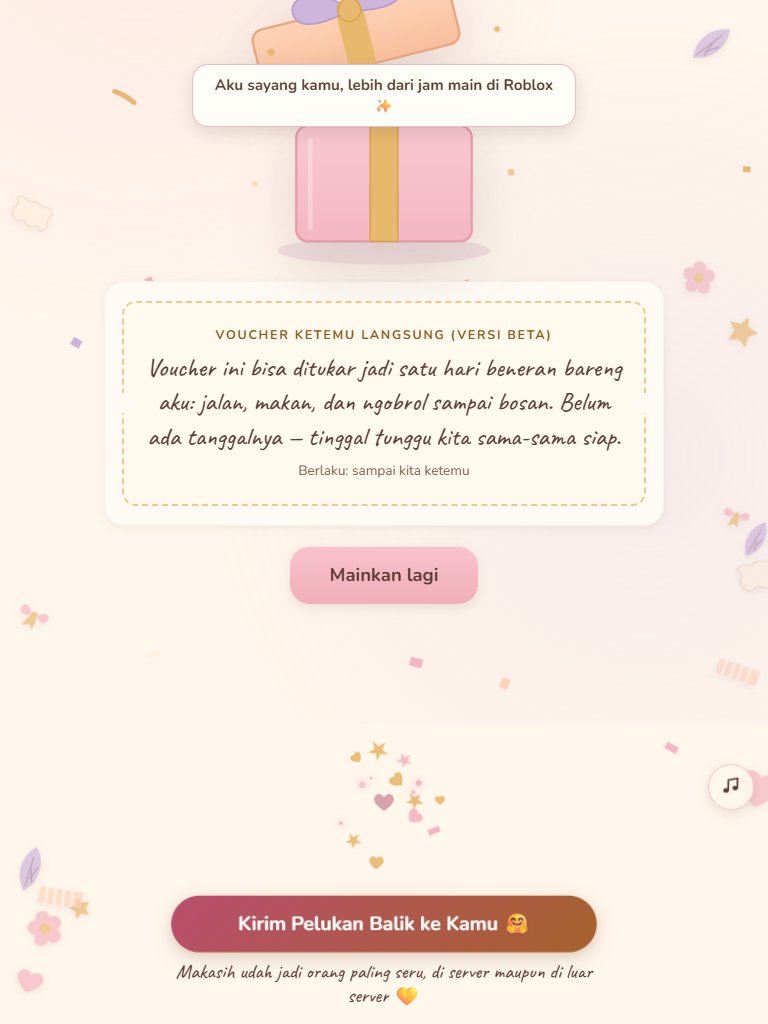 Aku sayang kamu, lebih dari jam main di Roblox
✨
VOUCHER KETEMU LANGSUNG (VERSI BETA)
Voucher ini bisa ditukar jadi satu hari beneran bareng
aku: jalan, makan, dan ngobrol sampai bosan. Belum
ada tanggalnya — tinggal tunggu kita sama-sama siap.
Berlaku: sampai kita ketemu
Mainkan lagi
Kirim Pelukan Balik ke Kamu 🤗
Makasih udah jadi orang paling seru, di server maupun di luar
server 💛